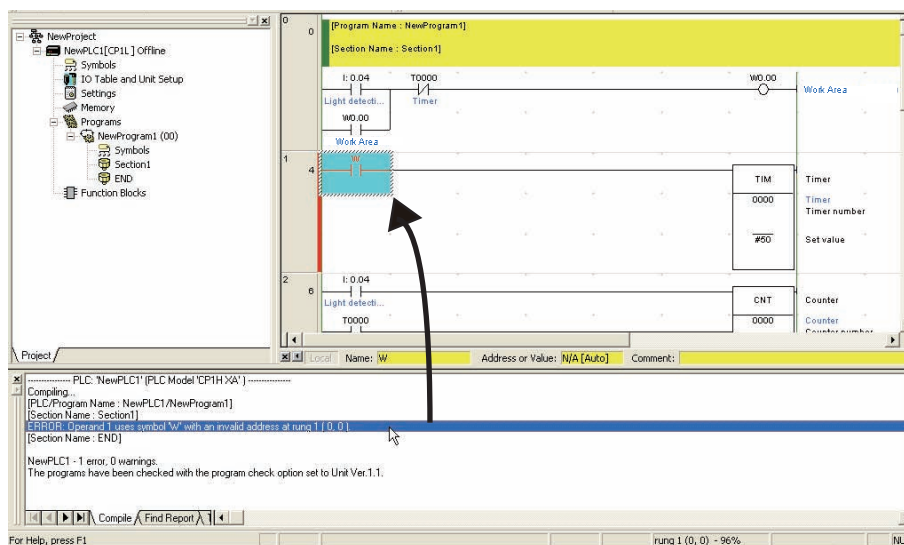 NewProject
NewPLC1[CP1L ] Offline
Symbols
IO Table and Unit Setup
Settings
Memory
Programs
NewProgram1 (00)
Symbols
Section1
END
Function Blocks
Project
0
0
[Program Name : NewProgram1]
[Section Name : Section1]
I: 0.04
T0000
W0.00
Light detecti...
Timer
Work Area
W0.00
Work Area
1
4
W
TIM
Timer
0000
Timer
Timer number
#50
Set value
2
6
I: 0.04
Light detecti...
CNT
Counter
T0000
0000
Counter
Local
Name: W
Address or Value: N/A [Auto]
Comment:
--------------- PLC: 'NewPLC1' (PLC Model 'CP1H XA' ) ---------------
Compiling...
[PLC/Program Name : NewPLC1/NewProgram1]
[Section Name : Section1]
ERROR: Operand 1 uses symbol 'W' with an invalid address at rung 1 ( 0, 0 ).
[Section Name : END]
NewPLC1 - 1 error, 0 warnings.
The programs have been checked with the program check option set to Unit Ver.1.1.
Compile
Find Report
For Help, press F1
rung 1 (0, 0) - 96%